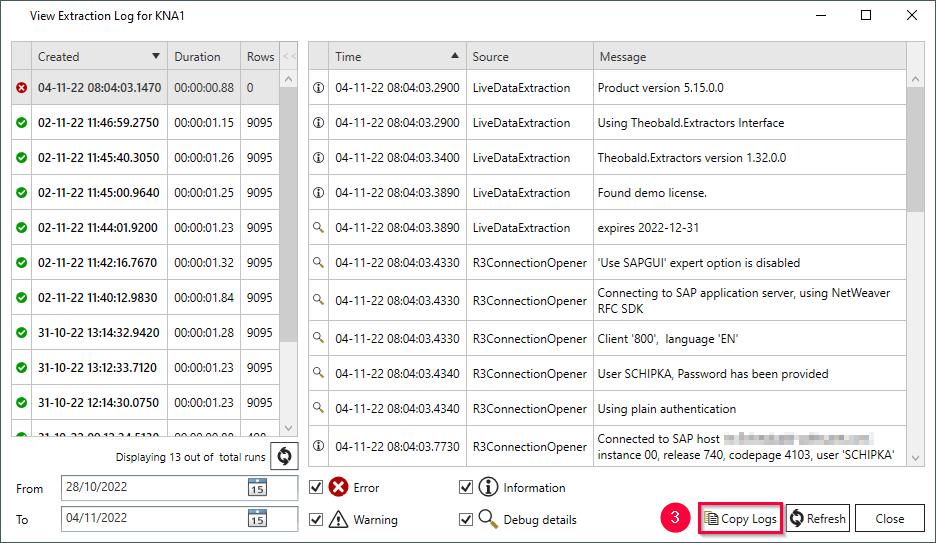 View Extraction Log for KNA1
Created Duration Rows <<
04-11-22 08:04:03.1470 00:00:00.88 0
02-11-22 11:46:59.2750 00:00:01.15 9095
02-11-22 11:45:40.3050 00:00:01.26 9095
02-11-22 11:45:00.9640 00:00:01.25 9095
02-11-22 11:44:01.9200 00:00:01.23 9095
02-11-22 11:42:16.7670 00:00:01.32 9095
02-11-22 11:40:12.9830 00:00:01.84 9095
31-10-22 13:14:32.9420 00:00:01.28 9095
31-10-22 13:12:33.7120 00:00:01.23 9095
31-10-22 12:14:30.0750 00:00:01.23 9095
Displaying 13 out of total runs
From 28/10/2022 15
To 04/11/2022 15
Time Source Message
04-11-22 08:04:03.2900 LiveDataExtraction Product version 5.15.0.0
04-11-22 08:04:03.2900 LiveDataExtraction Using Theobald.Extractors Interface
04-11-22 08:04:03.3400 LiveDataExtraction Theobald.Extractors version 1.32.0.0
04-11-22 08:04:03.3890 LiveDataExtraction Found demo license.
04-11-22 08:04:03.3890 LiveDataExtraction expires 2022-12-31
04-11-22 08:04:03.4330 R3ConnectionOpener 'Use SAPGUI' expert option is disabled
04-11-22 08:04:03.4330 R3ConnectionOpener Connecting to SAP application server, using NetWeaver
RFC SDK
04-11-22 08:04:03.4330 R3ConnectionOpener Client '800', language 'EN'
04-11-22 08:04:03.4340 R3ConnectionOpener User SCHIPKA, Password has been provided
04-11-22 08:04:03.4340 R3ConnectionOpener Using plain authentication
04-11-22 08:04:03.7730 R3ConnectionOpener Connected to SAP host
instance 00, release 740, codepage 4103, user 'SCHIPKA'
Error Information
Warning Debug details
3 Copy Logs Refresh Close